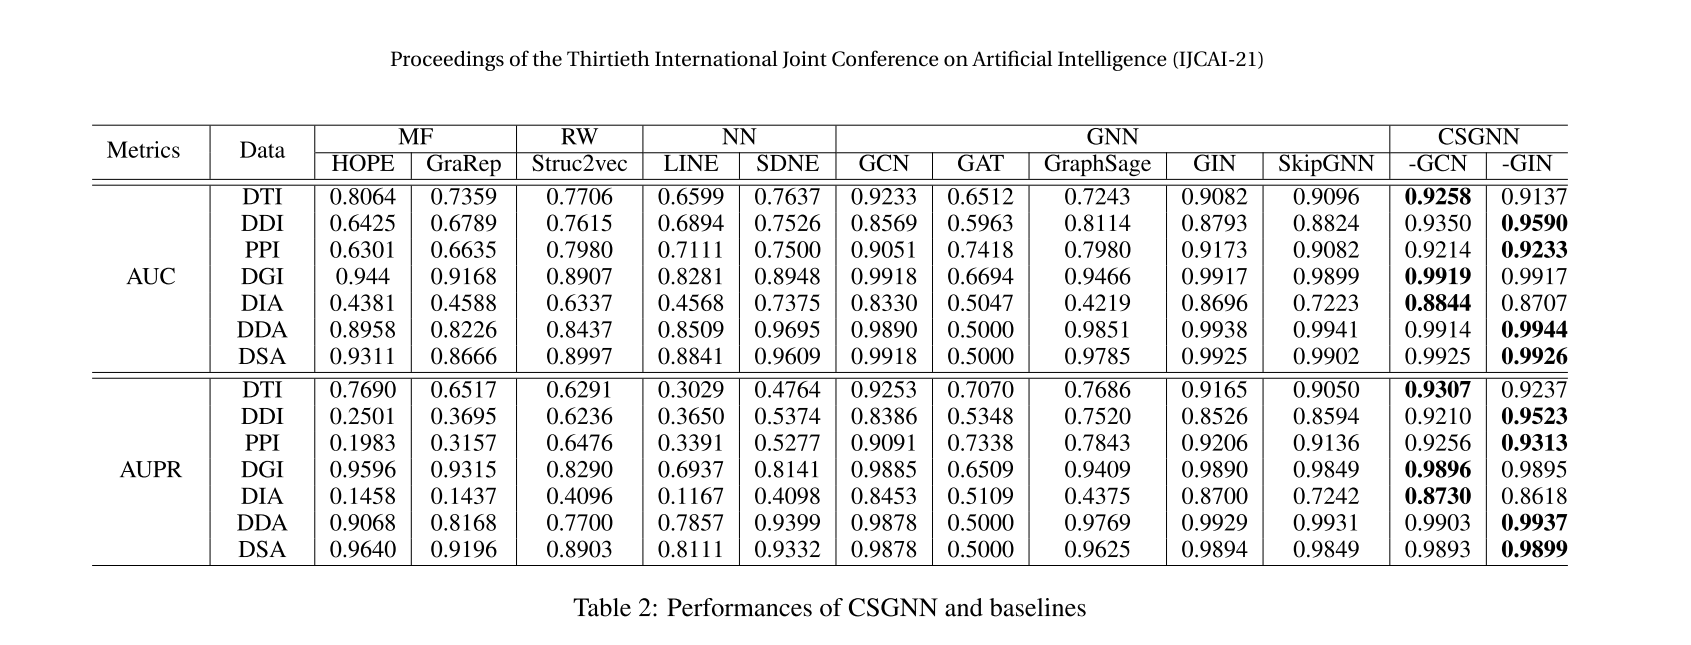 Proceedings of the Thirtieth International Joint Conference on Artificial Intelligence (IJCAI-21)
Metrics Data MF RW NN GNN CSGNN
HOPE GraRep Struc2vec LINE SDNE GCN GAT GraphSage GIN SkipGNN -GCN -GIN
AUC
DTI 0.8064 0.7359 0.7706 0.6599 0.7637 0.9233 0.6512 0.7243 0.9082 0.9096 0.9258 0.9137
DDI 0.6425 0.6789 0.7615 0.6894 0.7526 0.8569 0.5963 0.8114 0.8793 0.8824 0.9350 0.9590
PPI 0.6301 0.6635 0.7980 0.7111 0.7500 0.9051 0.7418 0.7980 0.9173 0.9082 0.9214 0.9233
DGI 0.944 0.9168 0.8907 0.8281 0.8948 0.9918 0.6694 0.9466 0.9917 0.9899 0.9919 0.9917
DIA 0.4381 0.4588 0.6337 0.4568 0.7375 0.8330 0.5047 0.4219 0.8696 0.7223 0.8844 0.8707
DDA 0.8958 0.8226 0.8437 0.8509 0.9695 0.9890 0.5000 0.9851 0.9938 0.9941 0.9914 0.9944
DSA 0.9311 0.8666 0.8997 0.8841 0.9609 0.9918 0.5000 0.9785 0.9925 0.9902 0.9925 0.9926
AUPR
DTI 0.7690 0.6517 0.6291 0.3029 0.4764 0.9253 0.7070 0.7686 0.9165 0.9050 0.9307 0.9237
DDI 0.2501 0.3695 0.6236 0.3650 0.5374 0.8386 0.5348 0.7520 0.8526 0.8594 0.9210 0.9523
PPI 0.1983 0.3157 0.6476 0.3391 0.5277 0.9091 0.7338 0.7843 0.9206 0.9136 0.9256 0.9313
DGI 0.9596 0.9315 0.8290 0.6937 0.8141 0.9885 0.6509 0.9409 0.9890 0.9849 0.9896 0.9895
DIA 0.1458 0.1437 0.4096 0.1167 0.4098 0.8453 0.5109 0.4375 0.8700 0.7242 0.8730 0.8618
DDA 0.9068 0.8168 0.7700 0.7857 0.9399 0.9878 0.5000 0.9769 0.9929 0.9931 0.9903 0.9937
DSA 0.9640 0.9196 0.8903 0.8111 0.9332 0.9878 0.5000 0.9625 0.9894 0.9849 0.9893 0.9899
Table 2: Performances of CSGNN and baselines